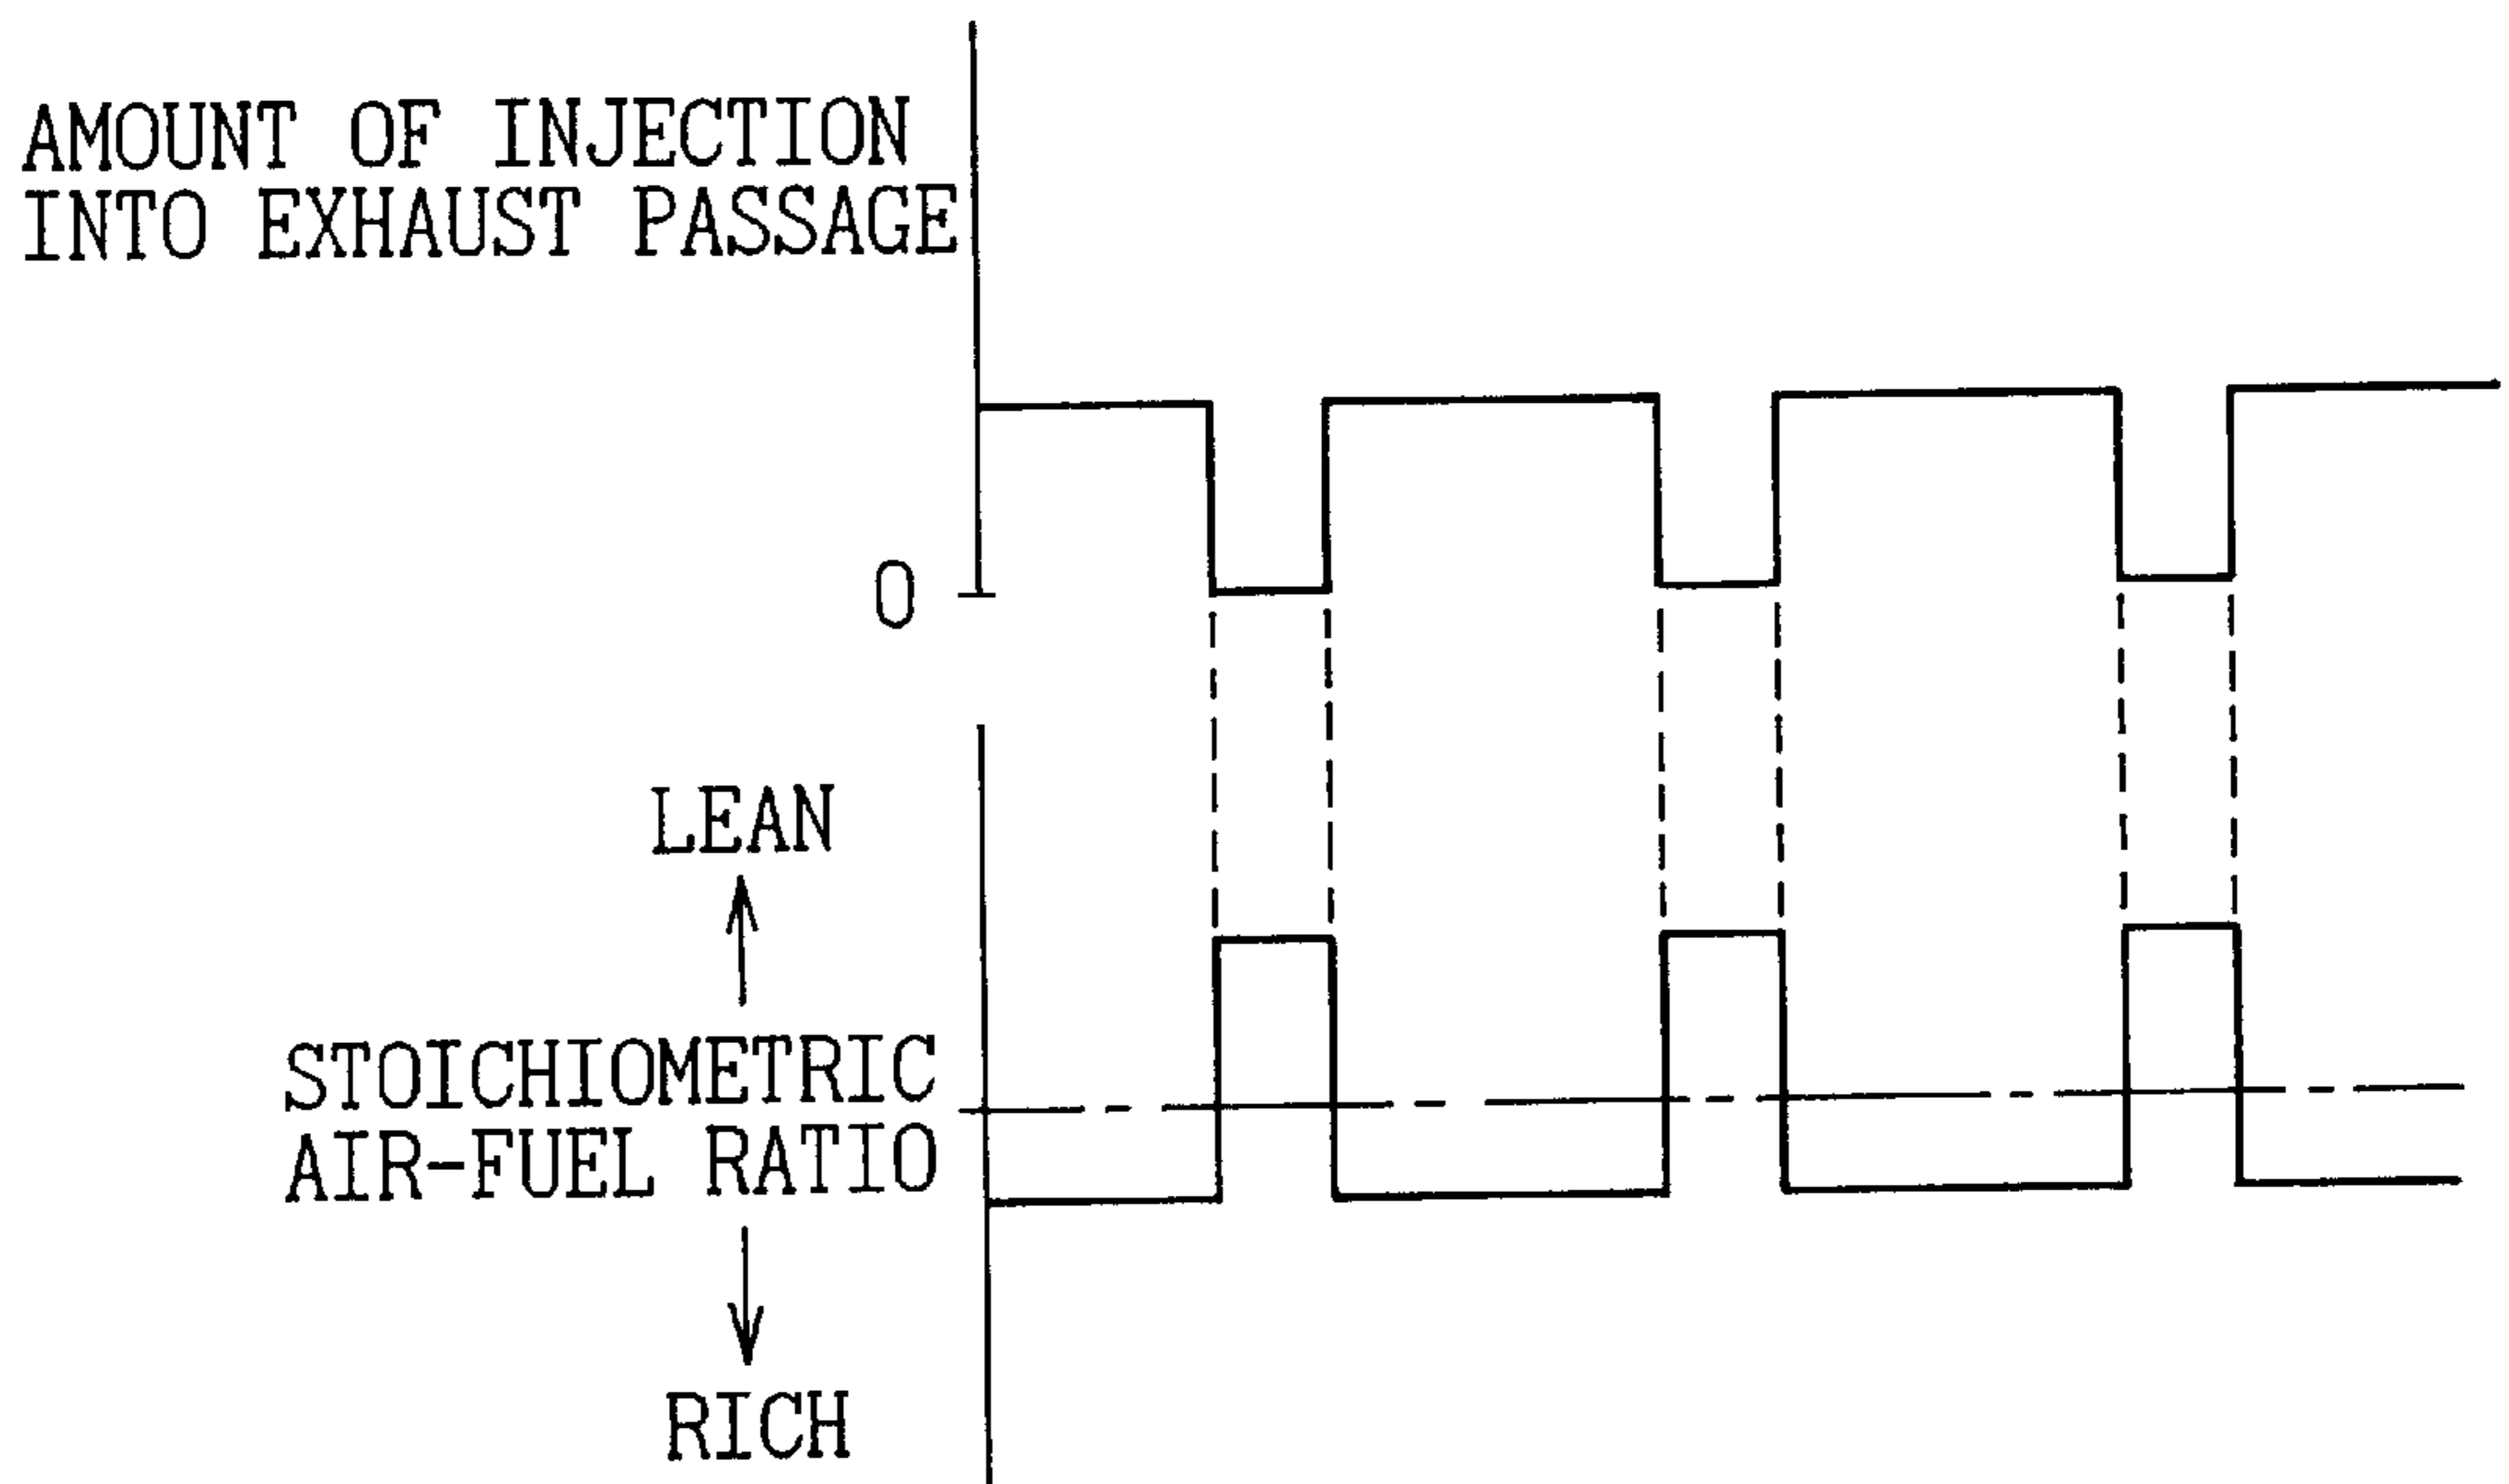 AMOUNT OF INJECTION
INTO EXHAUST PASSAGE
0
LEAN
STOICHIOMETRIC
AIR-FUEL RATIO
RICH